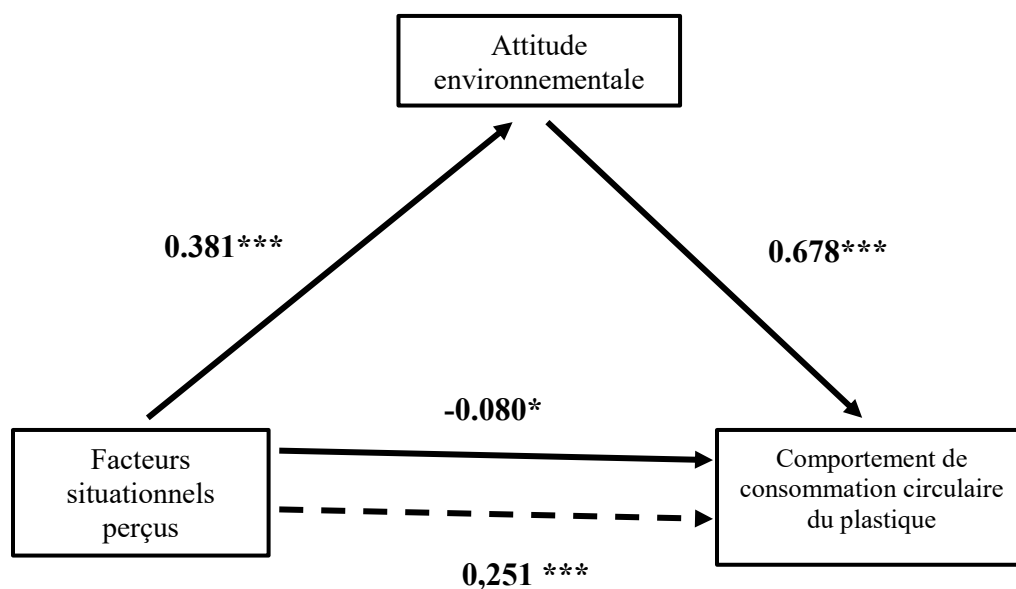 Attitude
environnementale
0.381***
0.678***
-0.080*
Facteurs
situationnels
perçus
Comportement de
consommation circulaire
du plastique
0,251 ***